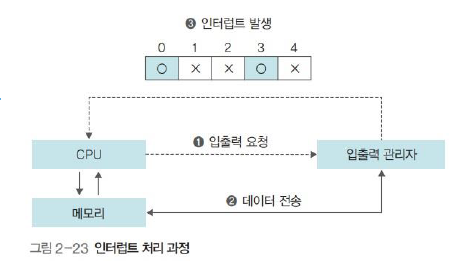 ❸ 인터럽트 발생
0 1 2 3 4
○ × × ○ ×
❶ 입출력 요청
CPU
입출력 관리자
❷ 데이터 전송
메모리
그림 2-23 인터럽트 처리 과정